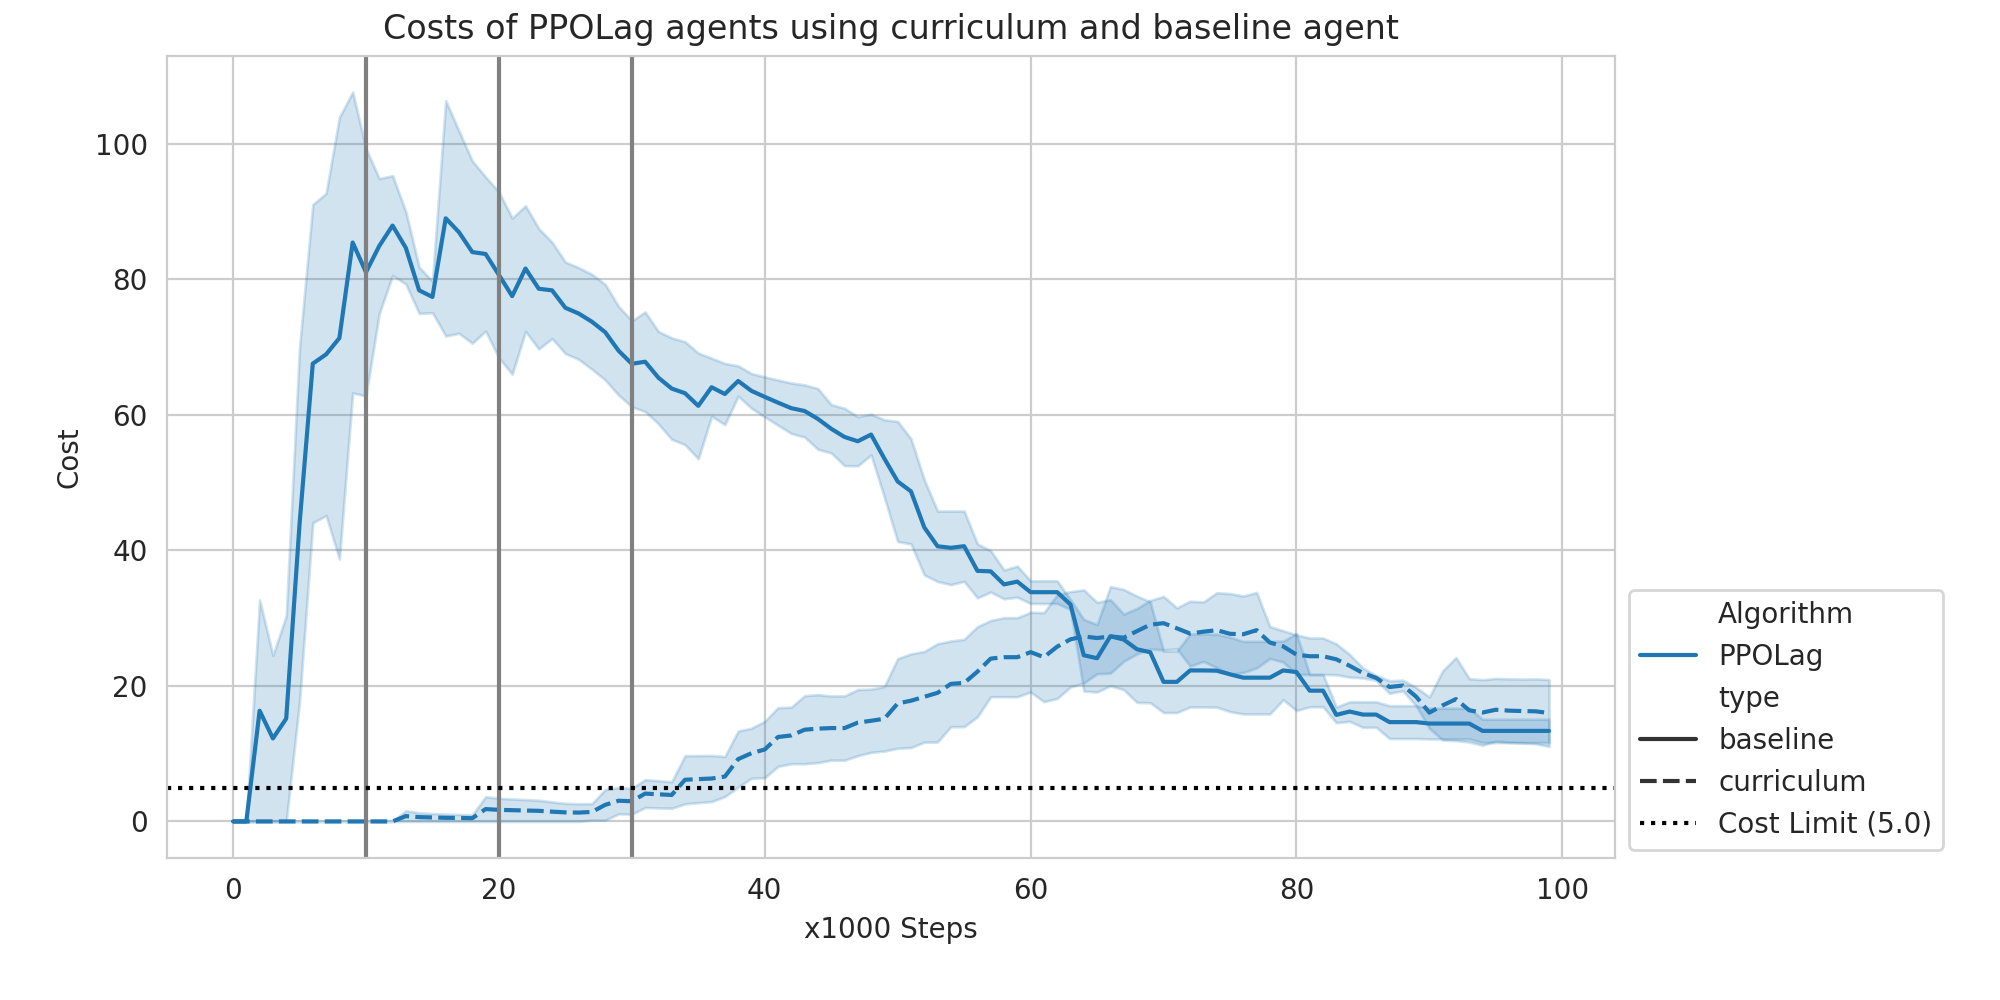 Costs of PPOLag agents using curriculum and baseline agent
100
80
60
40
20
0
Cost
0 20 40 60 80 100
x1000 Steps
Algorithm
PPOLag
type
baseline
curriculum
Cost Limit (5.0)